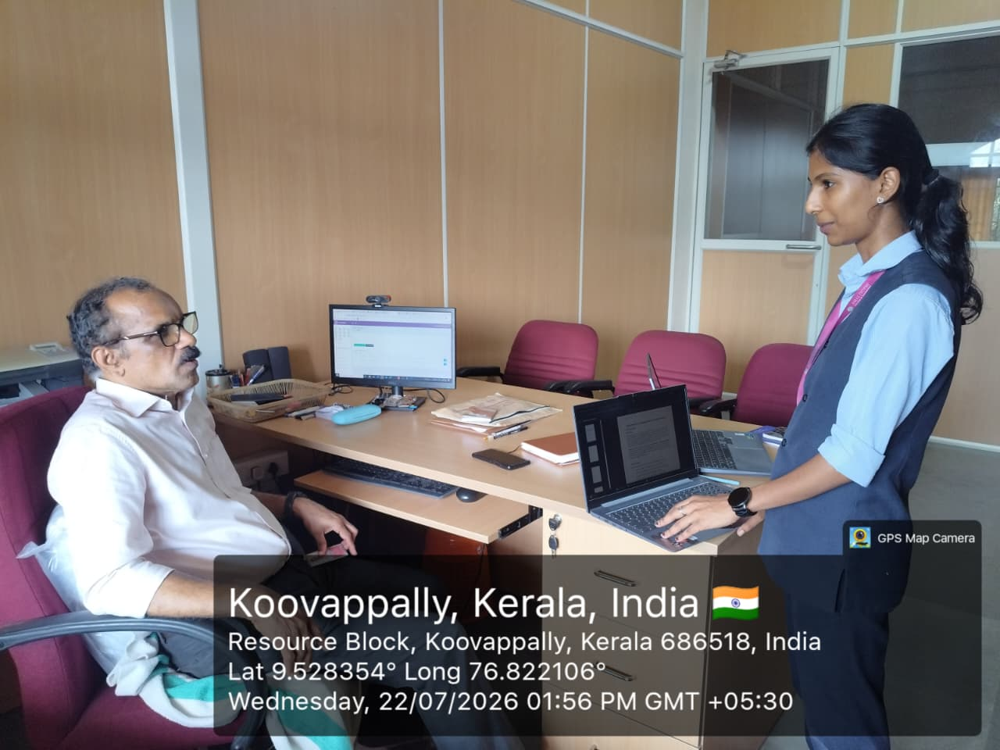 GPS Map Camera
Koovappally, Kerala, India 🇮🇳
Resource Block, Koovappally, Kerala 686518, India
Lat 9.528354° Long 76.822106°
Wednesday, 22/07/2026 01:56 PM GMT +05:30